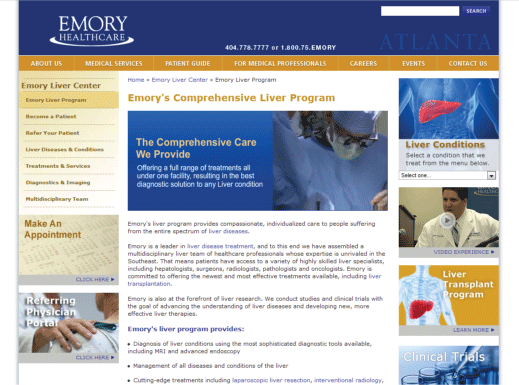 EMORY
HEALTHCARE
SEARCH
404.778.7777 or 1.800.75.EMORY
ATLANTA
ABOUT US
MEDICAL SERVICES
PATIENT GUIDE
FOR MEDICAL PROFESSIONALS
CAREERS
EVENTS
CONTACT US
Emory Liver Center
Emory Liver Program
Become a Patient
Refer Your Patient
Liver Diseases & Conditions
Treatments & Services
Diagnostics & Imaging
Multidisciplinary Team
Make An
Appointment
CLICK HERE
Referring
Physician
Portal
CLICK HERE
Home » Emory Liver Center » Emory Liver Program
Emory's Comprehensive Liver Program
The Comprehensive Care
We Provide
Offering a full range of treatments all
under one facility, resulting in the best
diagnostic solution to any Liver condition
Emory's liver program provides compassionate, individualized care to people suffering
from the entire spectrum of liver diseases.
Emory is a leader in liver disease treatment, and to this end we have assembled a
multidisciplinary liver team of healthcare professionals whose expertise is unrivaled in the
Southeast. That means patients have access to a variety of highly skilled liver specialists,
including hepatologists, surgeons, radiologists, pathologists and oncologists. Emory is
committed to offering the newest and most effective treatments available, including liver
transplantation.
Emory is also at the forefront of liver research. We conduct studies and clinical trials with
the goal of advancing the understanding of liver diseases and developing new, more
effective liver therapies.
Emory's liver program provides:
• Diagnosis of liver conditions using the most sophisticated diagnostic tools available,
including MRI and advanced endoscopy
• Management of all diseases and conditions of the liver
• Cutting-edge treatments including laparoscopic liver resection, interventional radiology,
Liver Conditions
Select a condition that we
treat from the menu below.
Select one...
VIDEO EXPERIENCE
Liver
Transplant
Program
LEARN MORE
Clinical Trials